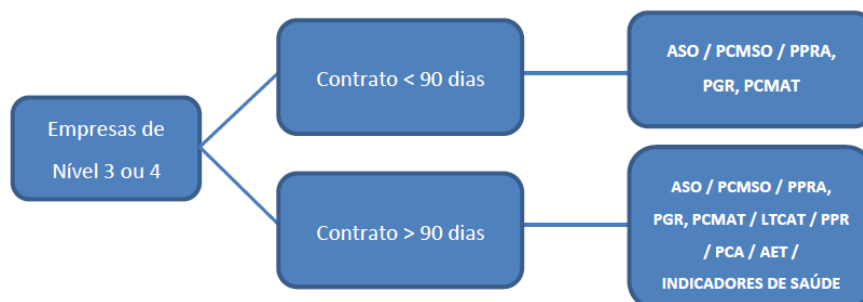 Empresas de
Nível 3 ou 4
Contrato < 90 dias
ASO / PCMSO / PPRA,
PGR, PCMAT
Contrato > 90 dias
ASO / PCMSO / PPRA,
PGR, PCMAT / LTCAT / PPR
/ PCA / AET /
INDICADORES DE SAÚDE